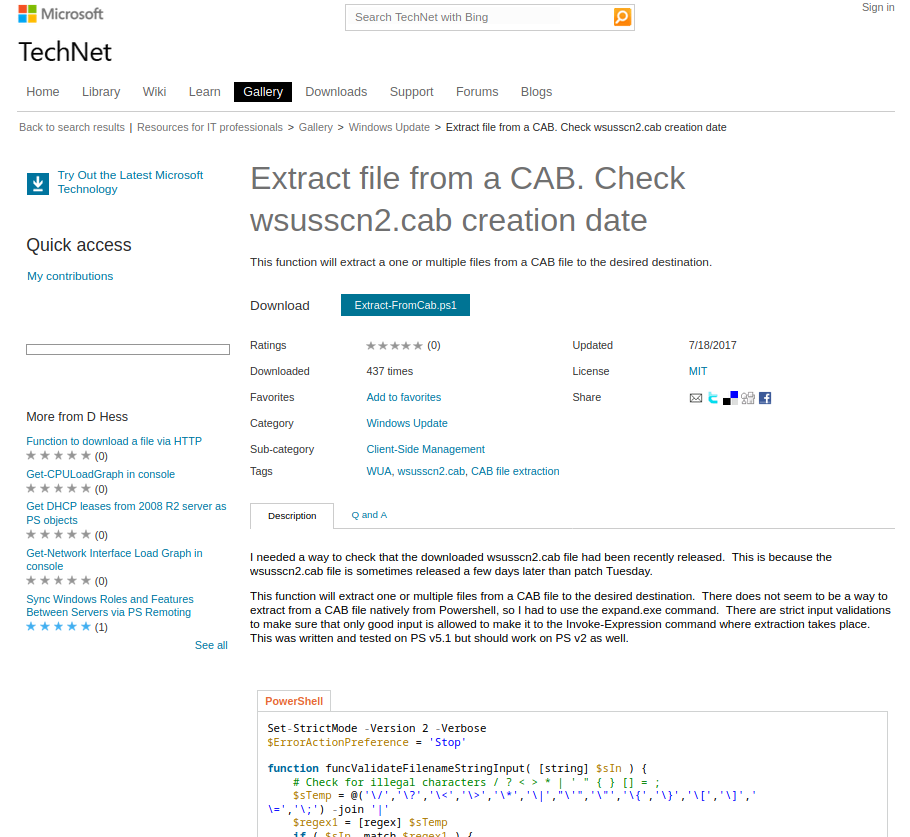 Microsoft
Search TechNet with Bing
Sign in
TechNet
Home Library Wiki Learn Gallery Downloads Support Forums Blogs
Back to search results | Resources for IT professionals > Gallery > Windows Update > Extract file from a CAB. Check wsusscn2.cab creation date
Try Out the Latest Microsoft
Technology
Quick access
My contributions
More from D Hess
Function to download a file via HTTP
(0)
Get-CPULoadGraph in console
(0)
Get DHCP leases from 2008 R2 server as
PS objects
(0)
Get-Network Interface Load Graph in
console
(0)
Sync Windows Roles and Features
Between Servers via PS Remoting
(1)
See all
Extract file from a CAB. Check
wsusscn2.cab creation date
This function will extract a one or multiple files from a CAB file to the desired destination.
Download Extract-FromCab.ps1
Ratings (0) Updated 7/18/2017
Downloaded 437 times License MIT
Favorites Add to favorites Share
Category Windows Update
Sub-category Client-Side Management
Tags WUA, wsusscn2.cab, CAB file extraction
Description Q and A
I needed a way to check that the downloaded wsusscn2.cab file had been recently released.  This is because the
wsusscn2.cab file is sometimes released a few days later than patch Tuesday.
This function will extract one or multiple files from a CAB file to the desired destination.  There does not seem to be a way to
extract from a CAB file natively from Powershell, so I had to use the expand.exe command.  There are strict input validations
to make sure that only good input is allowed to make it to the Invoke-Expression command where extraction takes place.
This was written and tested on PS v5.1 but should work on PS v2 as well.
PowerShell
Set-StrictMode -Version 2 -Verbose
$ErrorActionPreference = 'Stop'
function funcValidateFilenameStringInput( [string] $sIn ) {
# Check for illegal characters / ? < > * | ' " { } [] = ;
$sTemp = @('\/','\?','\<','\>','\*','\|','\'","\"','\{','\}','\[','\]','
\=','\;') -join '|'
$regex1 = [regex] $sTemp
if ( $sIn -match $regex1 ) {